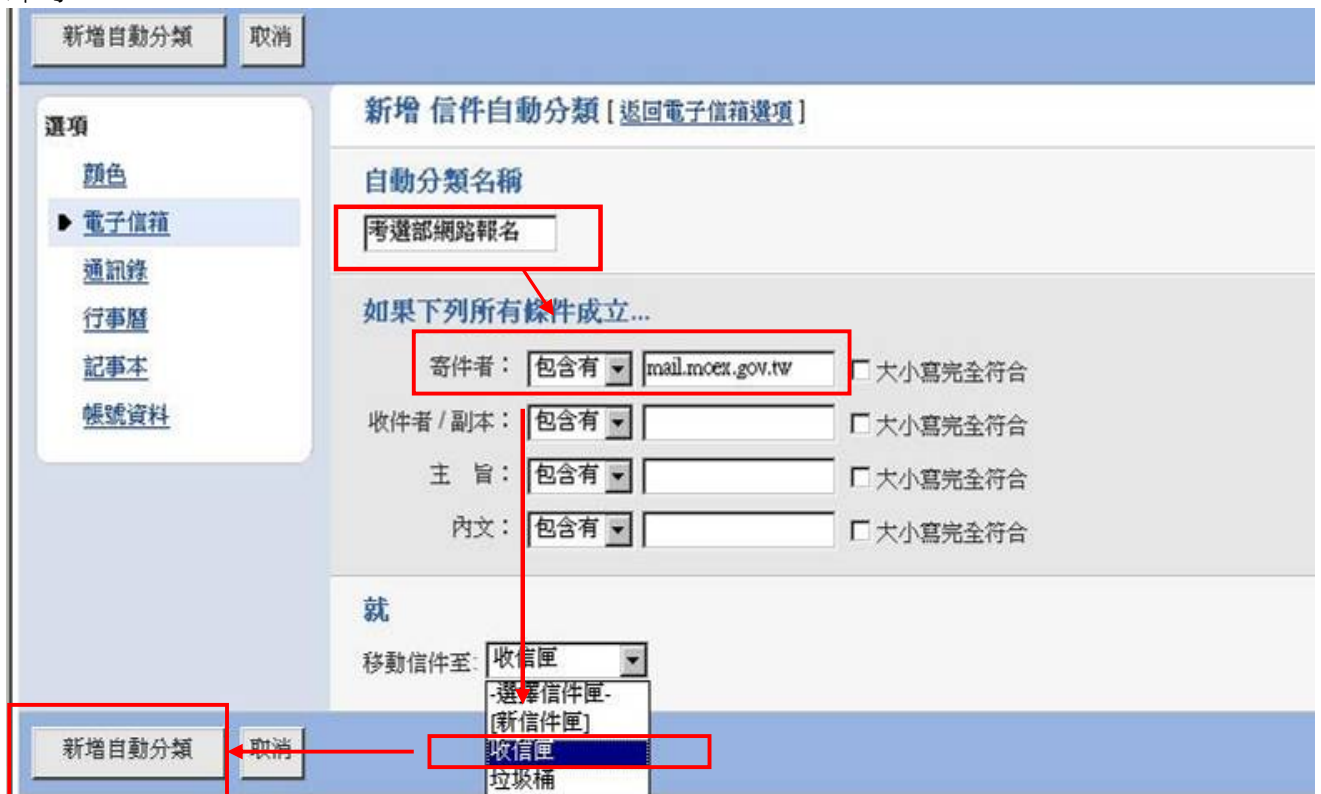 新增自動分類 取消
選項
顏色
電子信箱
通訊錄
行事曆
記事本
帳號資料
新增 信件自動分類 [ 返回電子信箱選項 ]
自動分類名稱
考選部網路報名
如果下列所有條件成立...
寄件者： 包含有 mail.moex.gov.tw 大小寫完全符合
收件者 / 副本： 包含有 大小寫完全符合
主 旨： 包含有 大小寫完全符合
內文： 包含有 大小寫完全符合
就
移動信件至: 收信匣
-選擇信件匣-
[新信件匣]
收信匣
垃圾桶
新增自動分類 取消